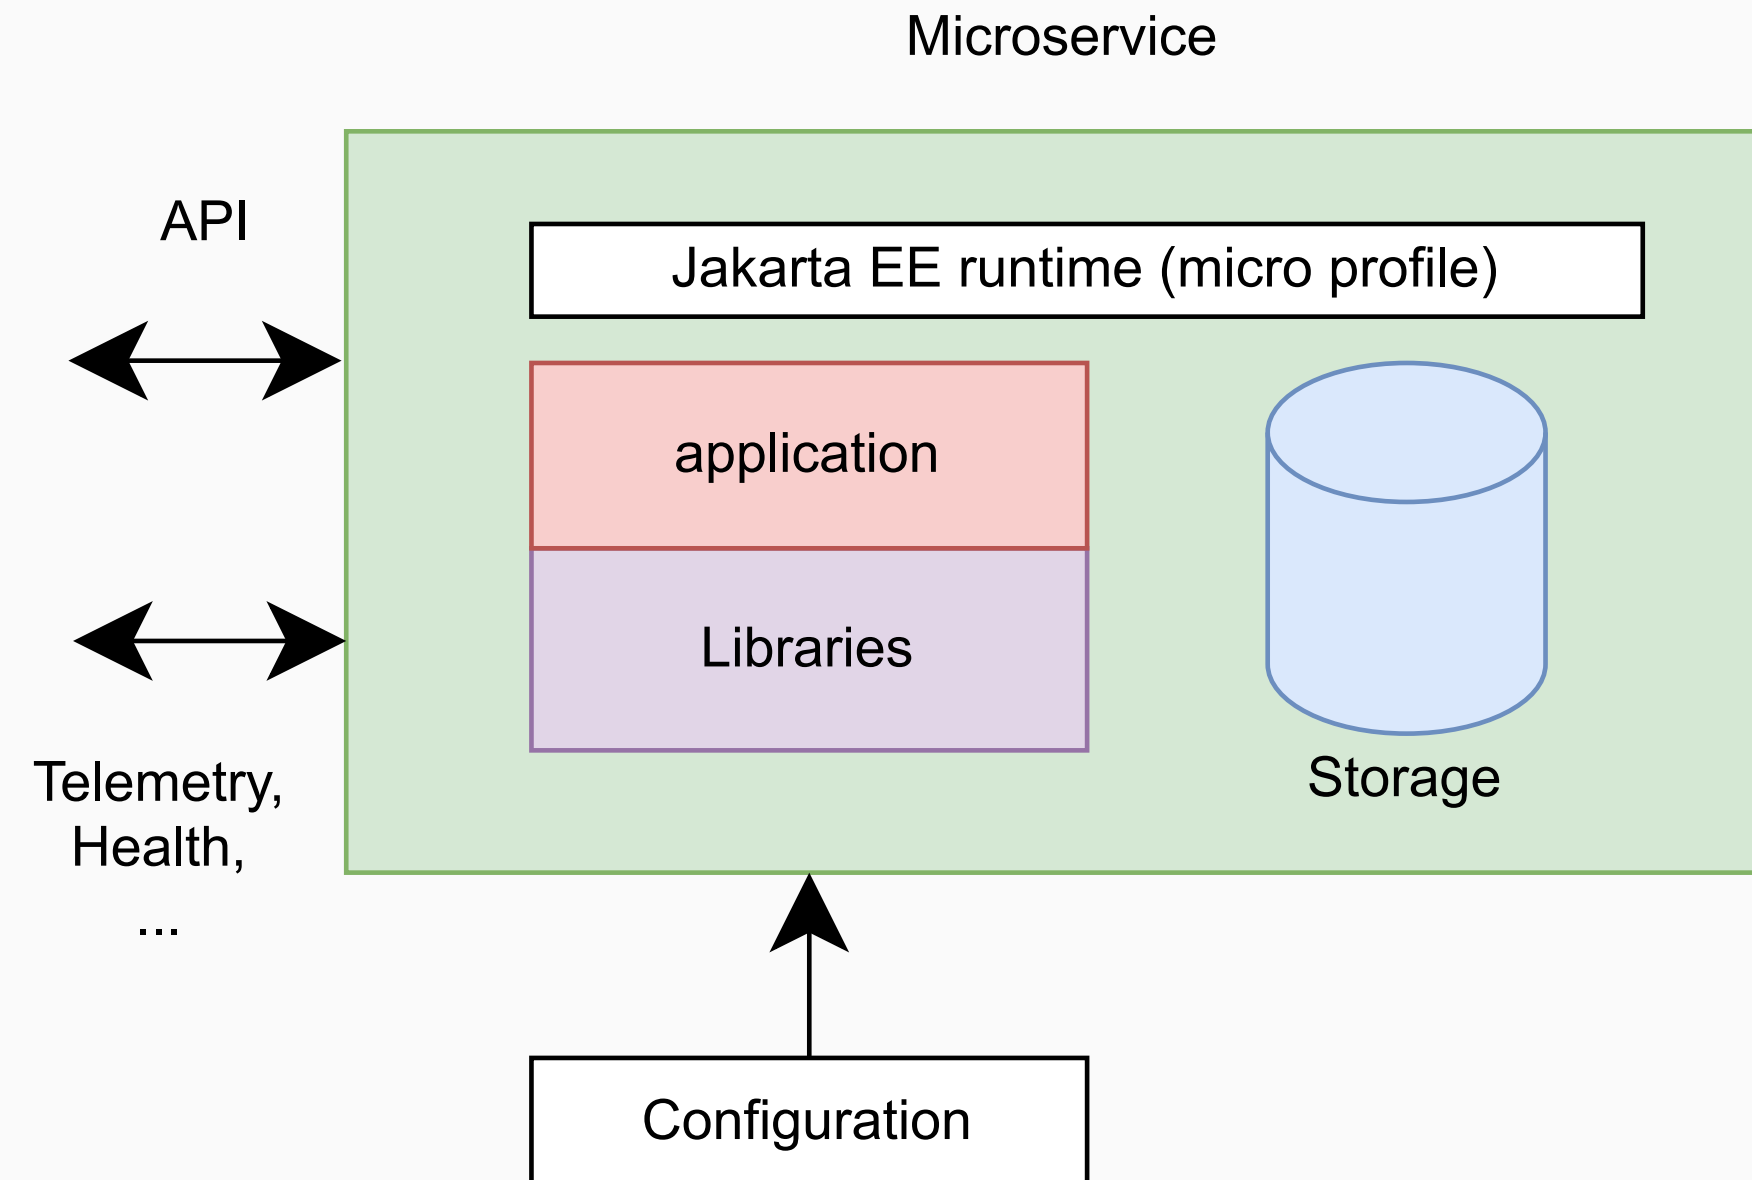 Microservice
API
Jakarta EE runtime (micro profile)
application
Libraries
Storage
Telemetry,
Health,
...
Configuration